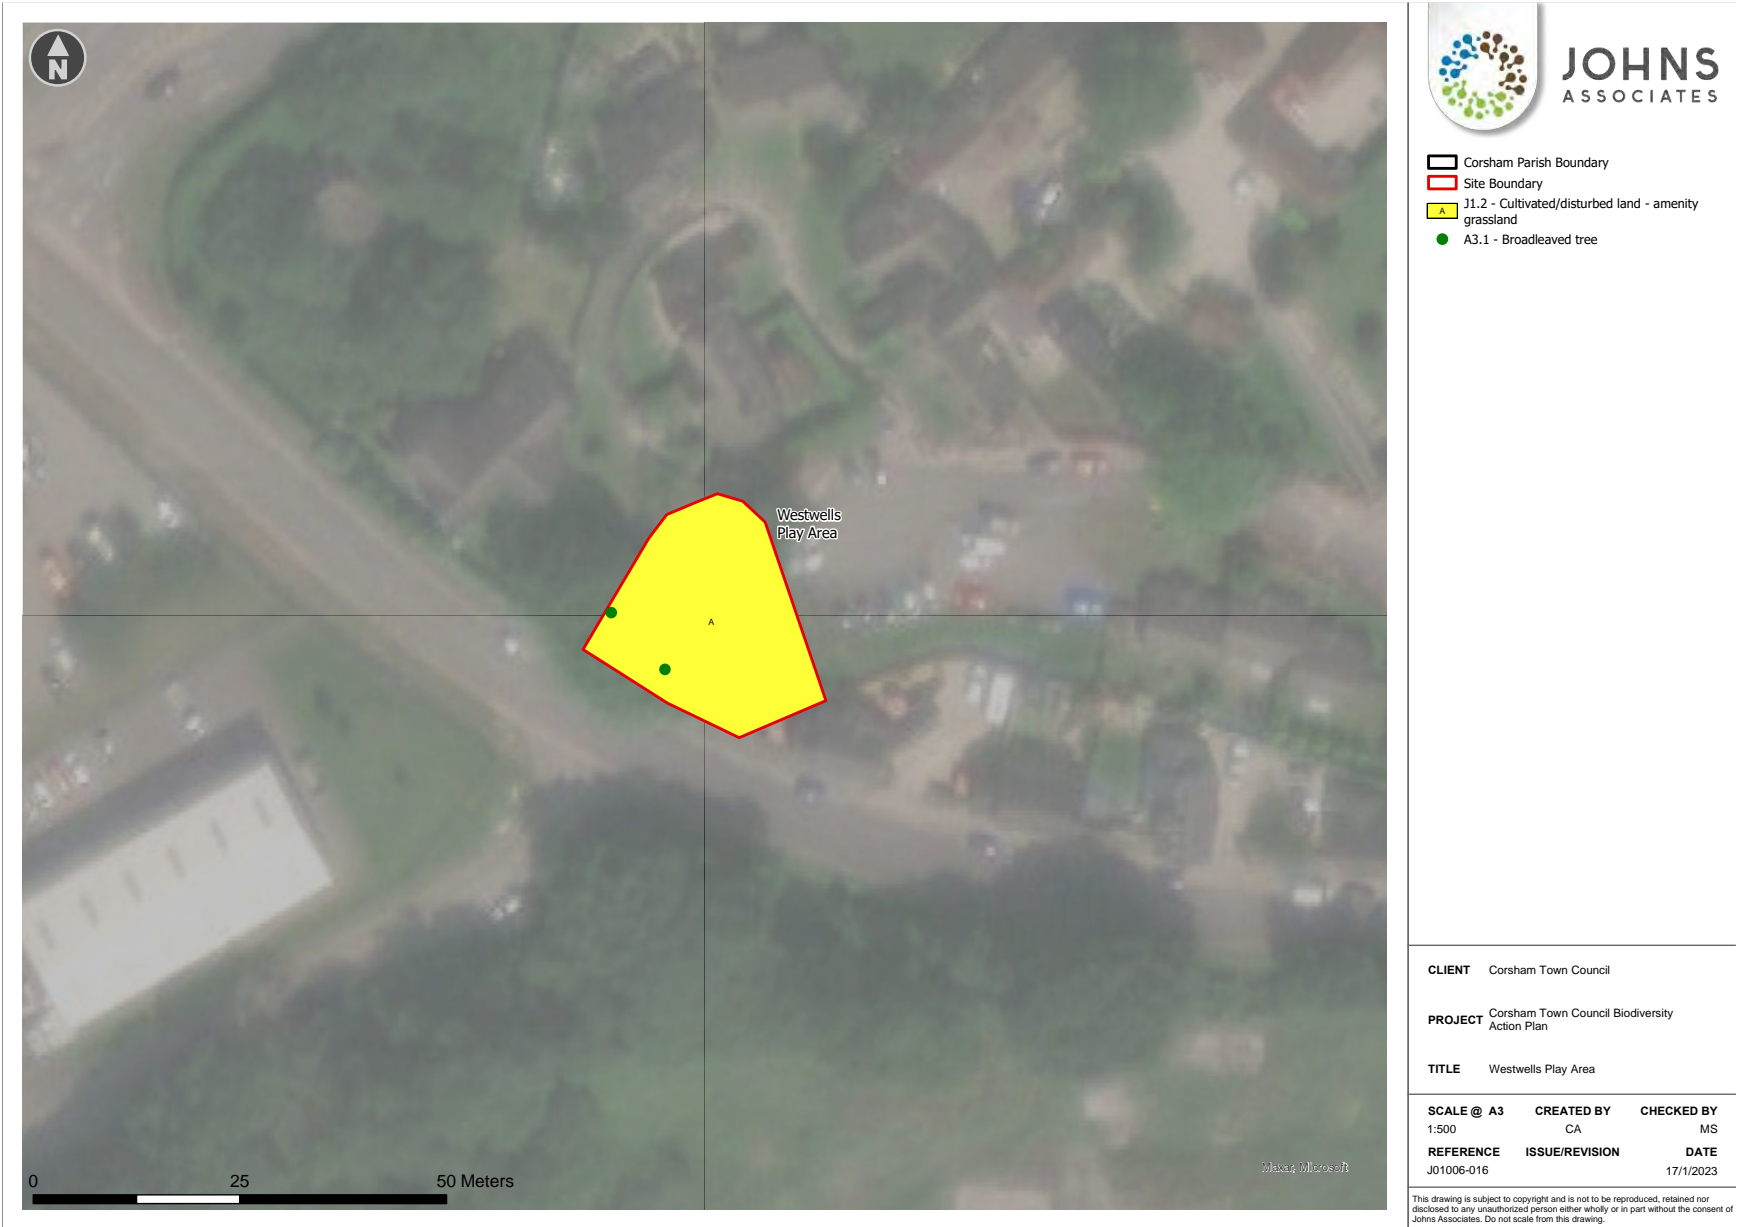 N
JOHNS
ASSOCIATES
Corsham Parish Boundary
Site Boundary
A
J1.2 - Cultivated/disturbed land - amenity
grassland
A3.1 - Broadleaved tree
Westwells
Play Area
A
0 25 50 Meters
Maxar, Microsoft
CLIENT Corsham Town Council
PROJECT Corsham Town Council Biodiversity
Action Plan
TITLE Westwells Play Area
SCALE @ A3 CREATED BY CHECKED BY
1:500 CA MS
REFERENCE ISSUE/REVISION DATE
J01006-016 17/1/2023
This drawing is subject to copyright and is not to be reproduced, retained nor
disclosed to any unauthorized person either wholly or in part without the consent of
Johns Associates. Do not scale from this drawing.